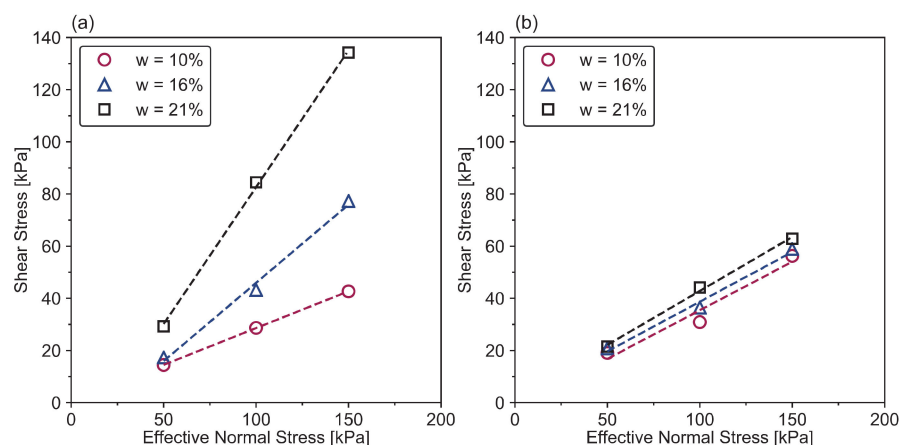 (a)
140
120
100
80
60
40
20
0
Shear Stress [kPa]
w = 10%
w = 16%
w = 21%
0
50
100
150
200
Effective Normal Stress [kPa]
(b)
140
120
100
80
60
40
20
0
Shear Stress [kPa]
w = 10%
w = 16%
w = 21%
0
50
100
150
200
Effective Normal Stress [kPa]